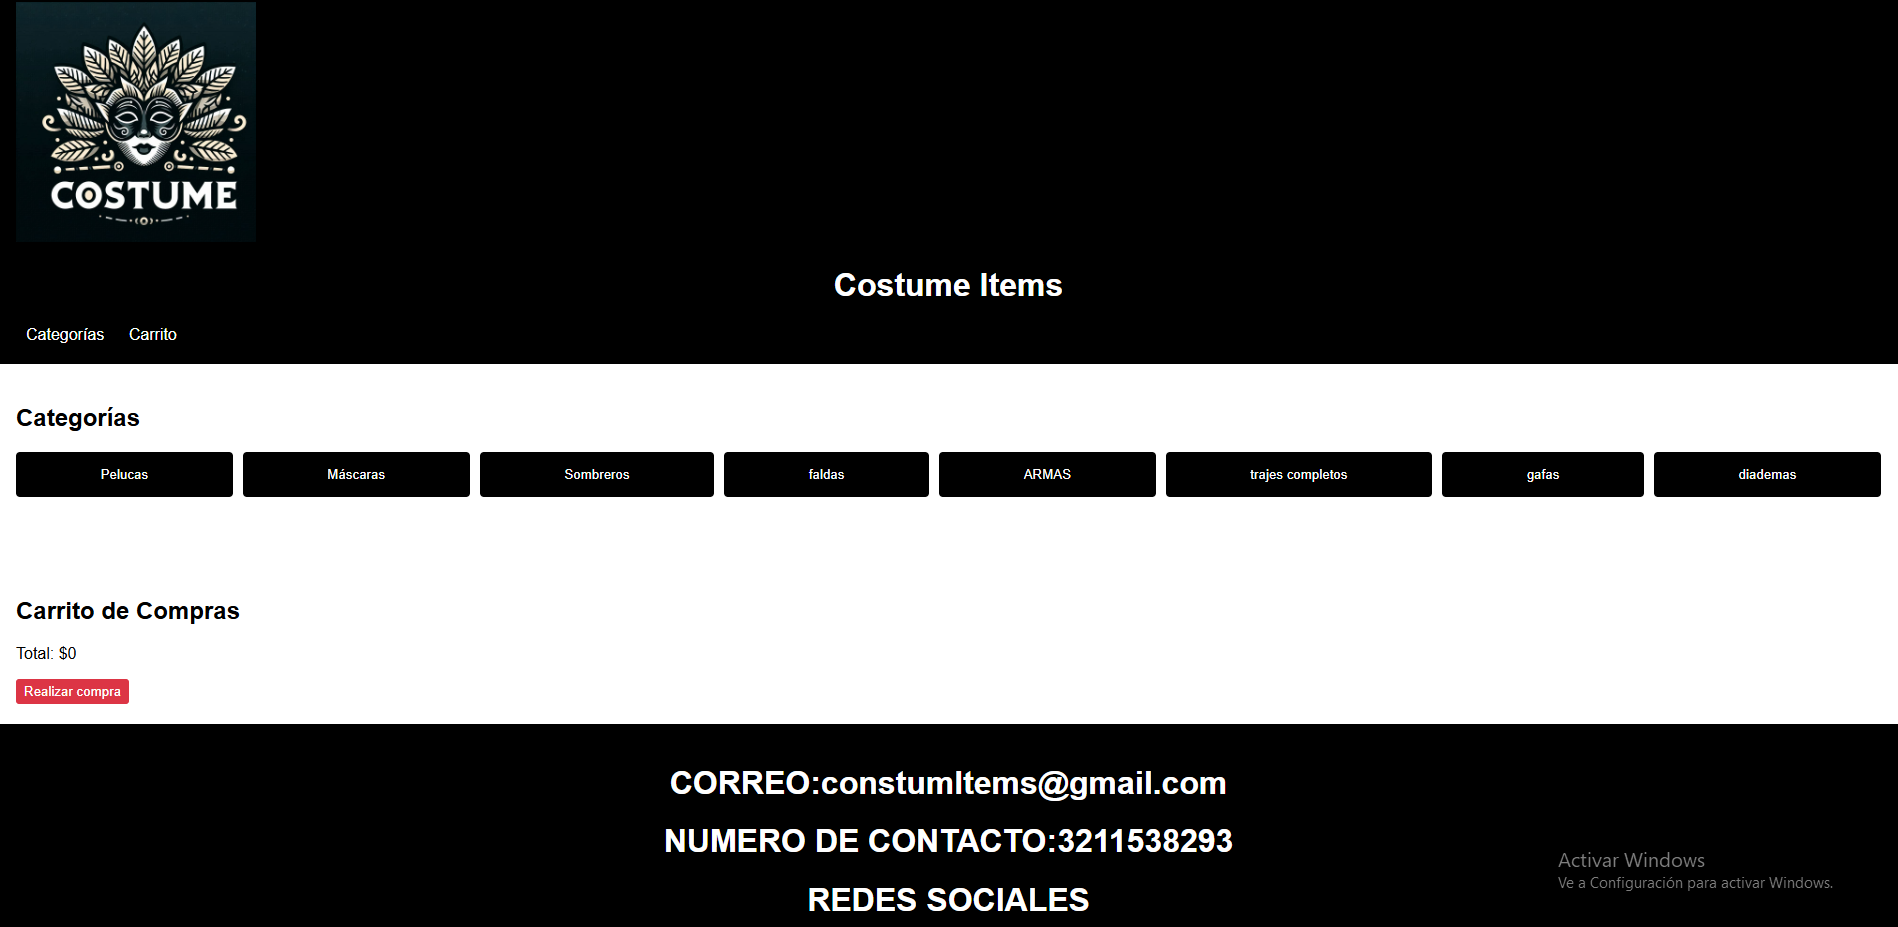 COSTUME
Costume Items
Categorías Carrito
Categorías
Pelucas Máscaras Sombreros faldas ARMAS trajes completos gafas diademas
Carrito de Compras
Total: $0
Realizar compra
CORREO:constumItems@gmail.com
NUMERO DE CONTACTO:3211538293
Activar Windows
Ve a Configuración para activar Windows.
REDES SOCIALES